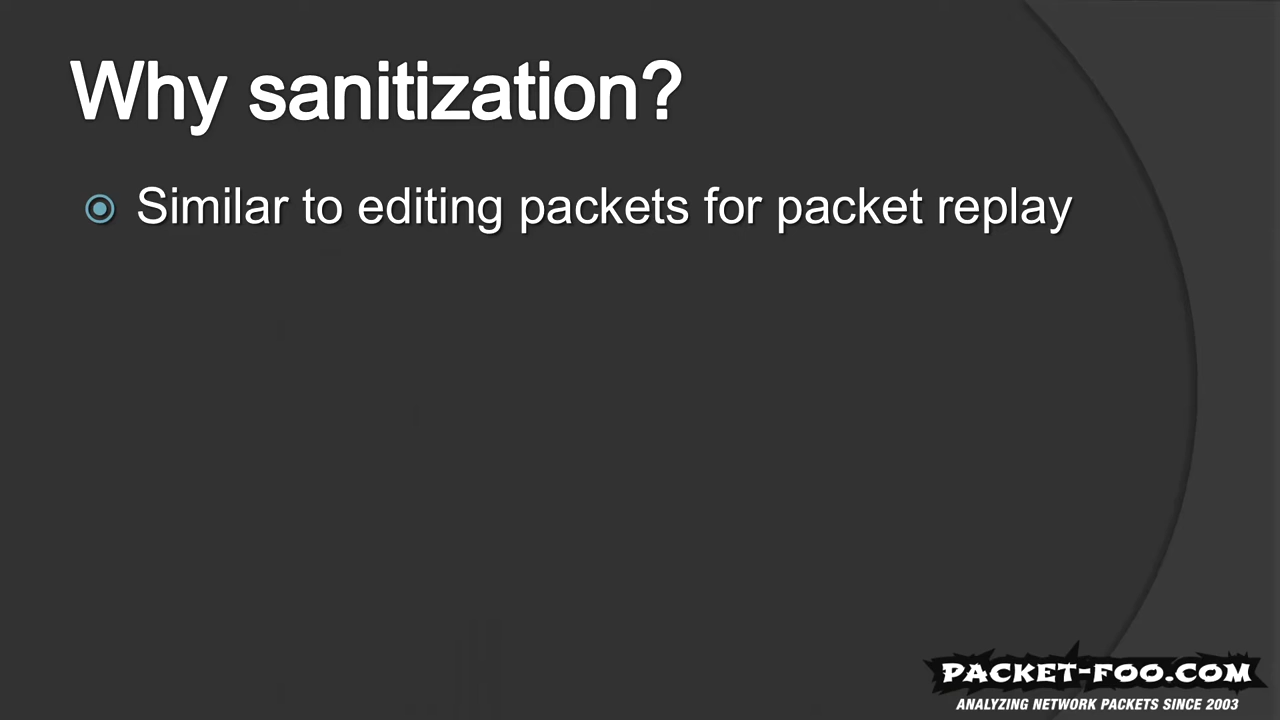 Why sanitization?
Similar to editing packets for packet replay
PACKET-FOO.COM
ANALYZING NETWORK PACKETS SINCE 2003